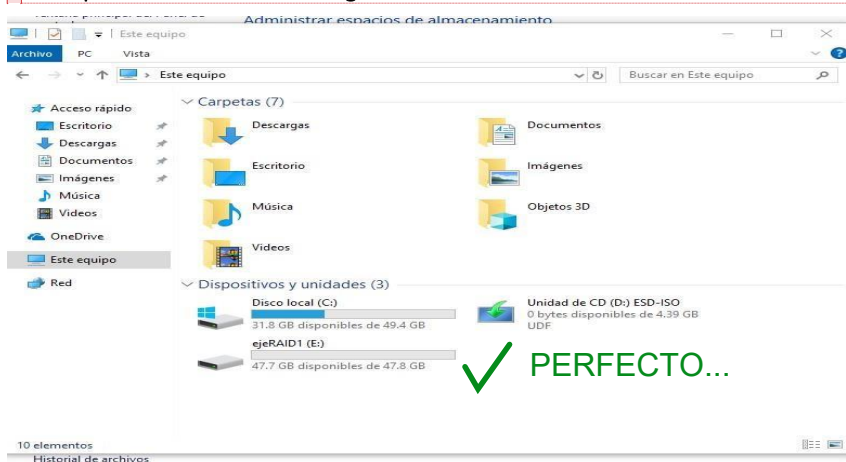 Administrar espacios de almacenamiento
Este equipo
Archivo PC Vista
Este equipo
Buscar en Este equipo
Acceso rápido
Escritorio
Descargas
Documentos
Imágenes
Música
Videos
OneDrive
Este equipo
Red
Carpetas (7)
Descargas
Documentos
Escritorio
Imágenes
Música
Objetos 3D
Videos
Dispositivos y unidades (3)
Disco local (C:)
31.8 GB disponibles de 49.4 GB
Unidad de CD (D:) ESD-ISO
0 bytes disponibles de 4.39 GB
UDF
ejeRAID1 (E:)
47.7 GB disponibles de 47.8 GB
PERFECTO...
10 elementos
Historial de archivos